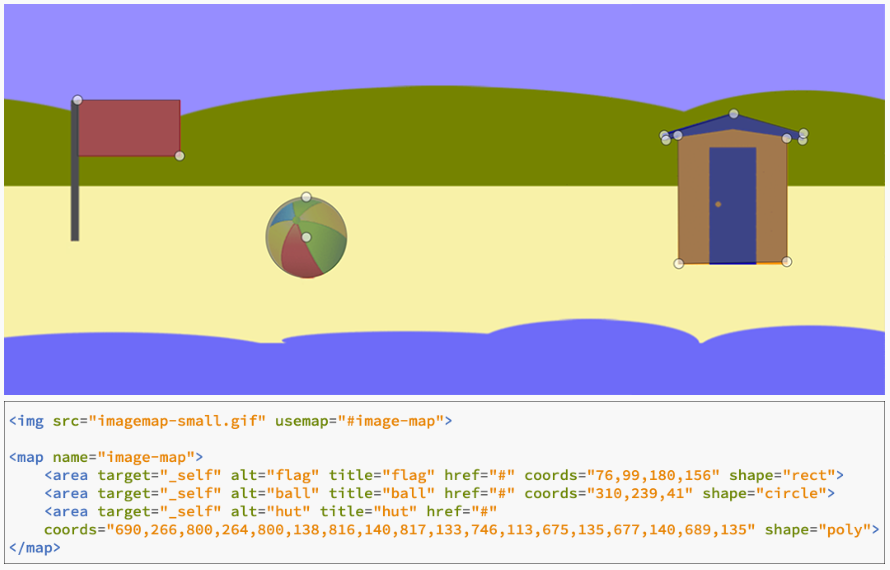 <img src="imagemap-small.gif" usemap="#image-map">
<map name="image-map">
<area target="_self" alt="flag" title="flag" href="#" coords="76,99,180,156" shape="rect">
<area target="_self" alt="ball" title="ball" href="#" coords="310,239,41" shape="circle">
<area target="_self" alt="hut" title="hut" href="#"
coords="690,266,800,264,800,138,816,140,817,133,746,113,675,135,677,140,689,135" shape="poly">
</map>